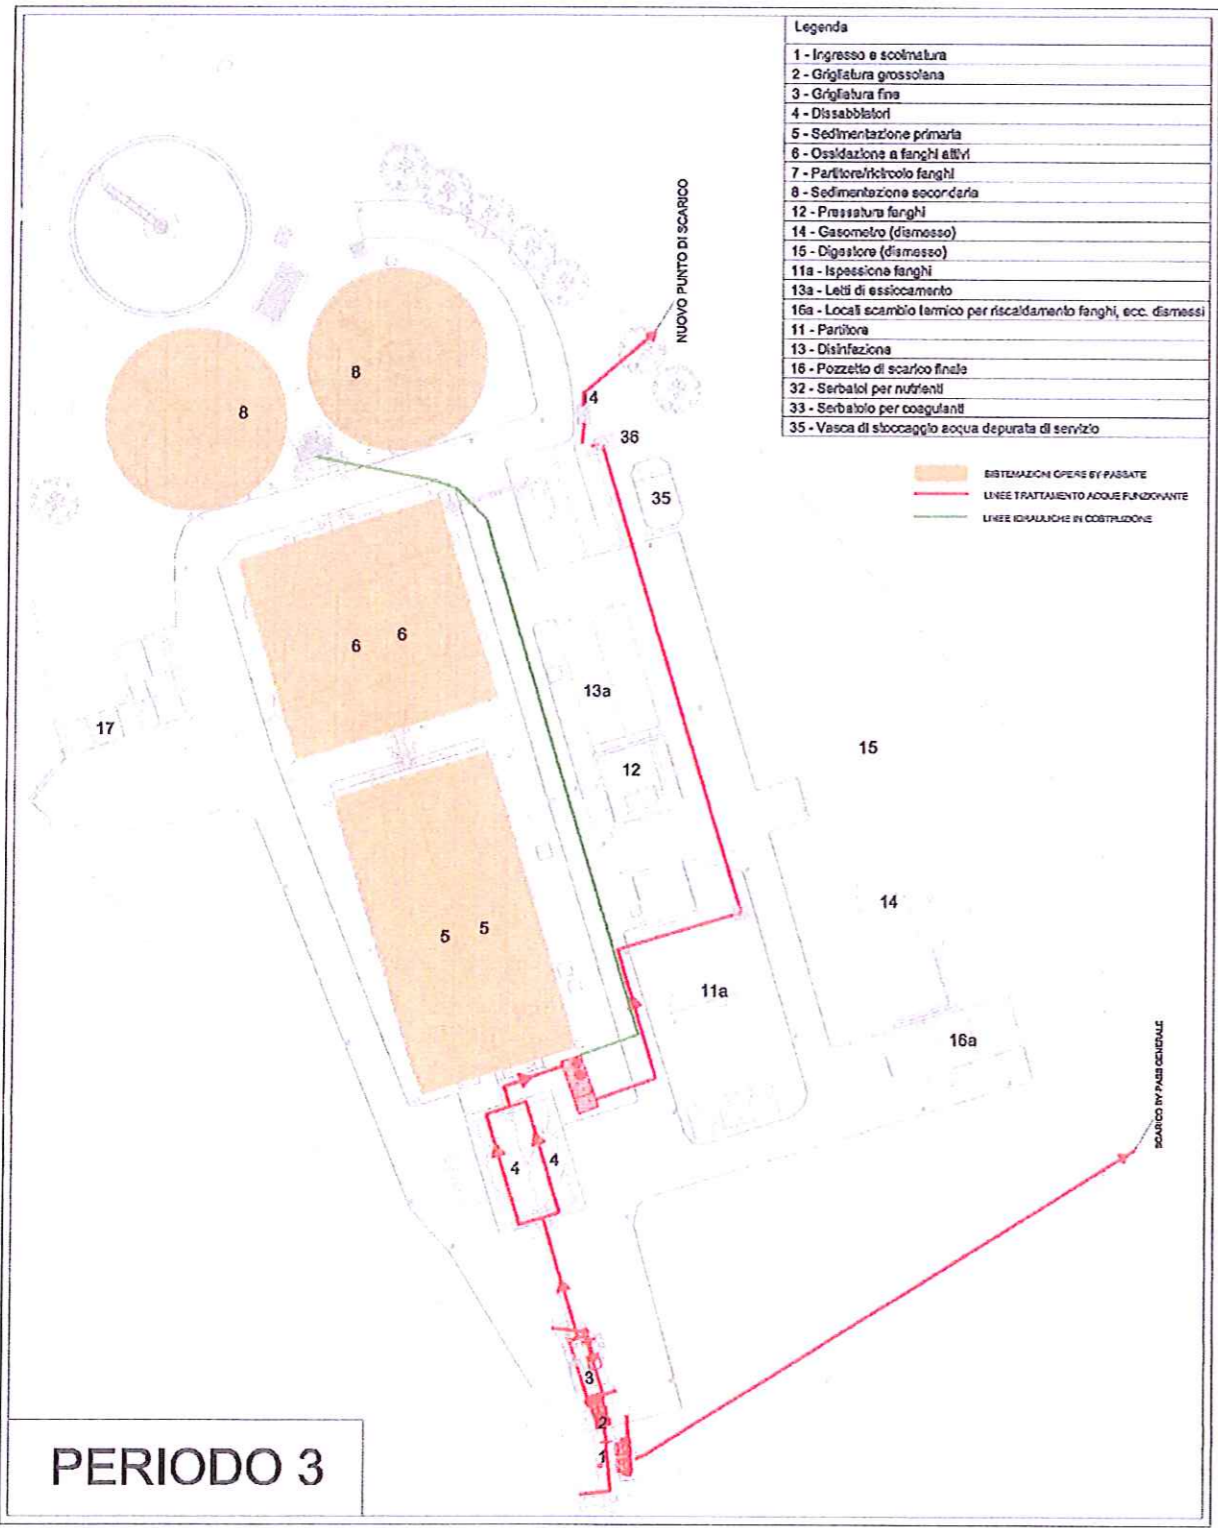 Legenda
1 - Ingresso e scolmatura
2 - Grigliatura grossolana
3 - Grigliatura fine
4 - Dissabbiatori
5 - Sedimentazione primaria
6 - Ossidazione a fanghi attivi
7 - Partitore/ricircolo fanghi
8 - Sedimentazione secondaria
12 - Pressatura fanghi
14 - Gasometro (dismesso)
15 - Digestore (dismesso)
11a - Ispessione fanghi
13a - Letti di essiccamento
16a - Locali scambio termico per riscaldamento fanghi, ecc. dismessi
11 - Partitore
13 - Disinfezione
16 - Pozzetto di scarico finale
32 - Serbatoi per nutrienti
33 - Serbatoio per coagulanti
35 - Vasca di stoccaggio acqua depurata di servizio
SISTEMAZIONI OPERE BY-PASSATE
LINEE TRATTAMENTO ACQUE FUNZIONANTE
LINEE IDRAULICHE IN COSTRUZIONE
NUOVO PUNTO DI SCARICO
8
8
4
36
35
6
6
13a
17
12
15
14
5
5
11a
16a
SCARICO BY-PASS GENERALE
4
4
3
2
1
PERIODO 3